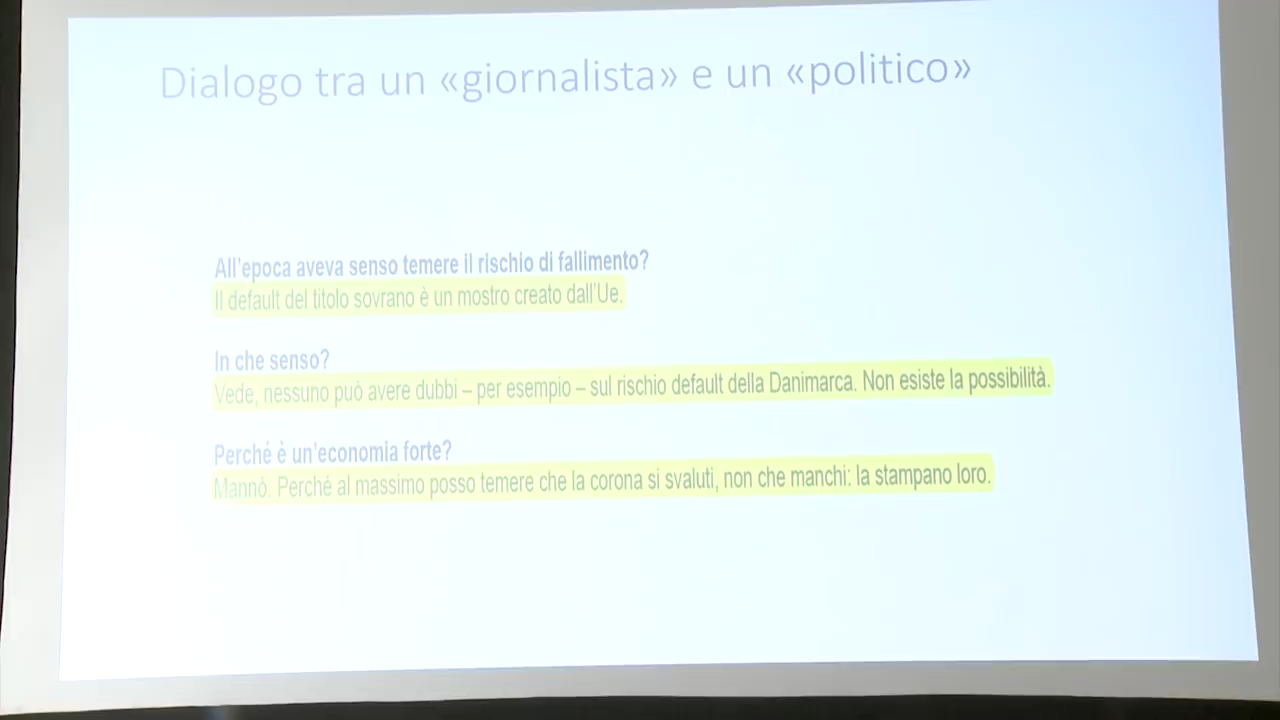 Dialogo tra un «giornalista» e un «politico»
All'epoca aveva senso temere il rischio di fallimento?
Il default del titolo sovrano è un mostro creato dall'Ue.
In che senso?
Vede, nessuno può avere dubbi – per esempio – sul rischio default della Danimarca. Non esiste la possibilità.
Perché è un'economia forte?
Mannò. Perché al massimo posso temere che la corona si svaluti, non che manchi: la stampano loro.